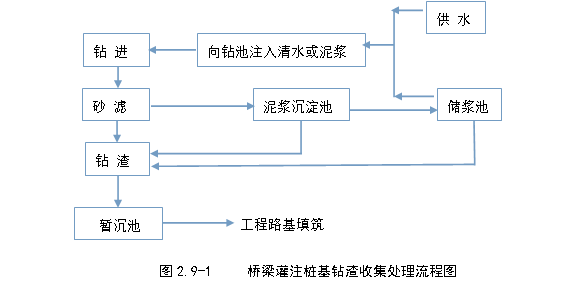 供 水
钻 进
向钻池注入清水或泥浆
砂 滤
泥浆沉淀池
储浆池
钻 渣
暂沉池
工程路基填筑
图 2.9-1 桥梁灌注桩基钻渣收集处理流程图